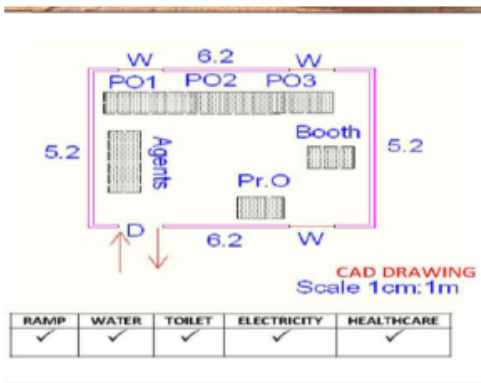 W 6.2 W
PO1 PO2 PO3
Booth
5.2 Agents 5.2
Pr.O
D 6.2 W
CAD DRAWING
Scale 1cm:1m
RAMP WATER TOILET ELECTRICITY HEALTHCARE
✓ ✓ ✓ ✓ ✓